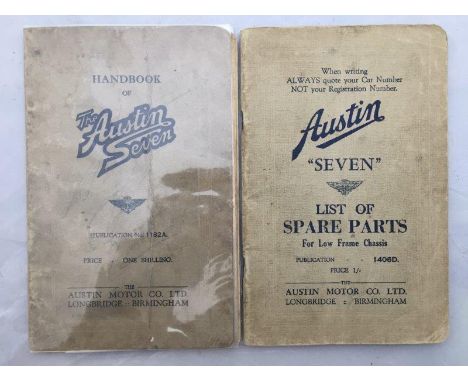 HANDBOOK
OF
The
Austin
Seven
PUBLICATION No 1182A.
PRICE - ONE SHILLING.
THE
AUSTIN MOTOR CO. LTD.
LONGBRIDGE : BIRMINGHAM
When writing
ALWAYS quote your Car Number
NOT your Registration Number.
Austin
"SEVEN"
LIST OF
SPARE PARTS
For Low Frame Chassis
PUBLICATION - 1406D.
PRICE 1/-
THE
AUSTIN MOTOR CO. LTD.
LONGBRIDGE : BIRMINGHAM